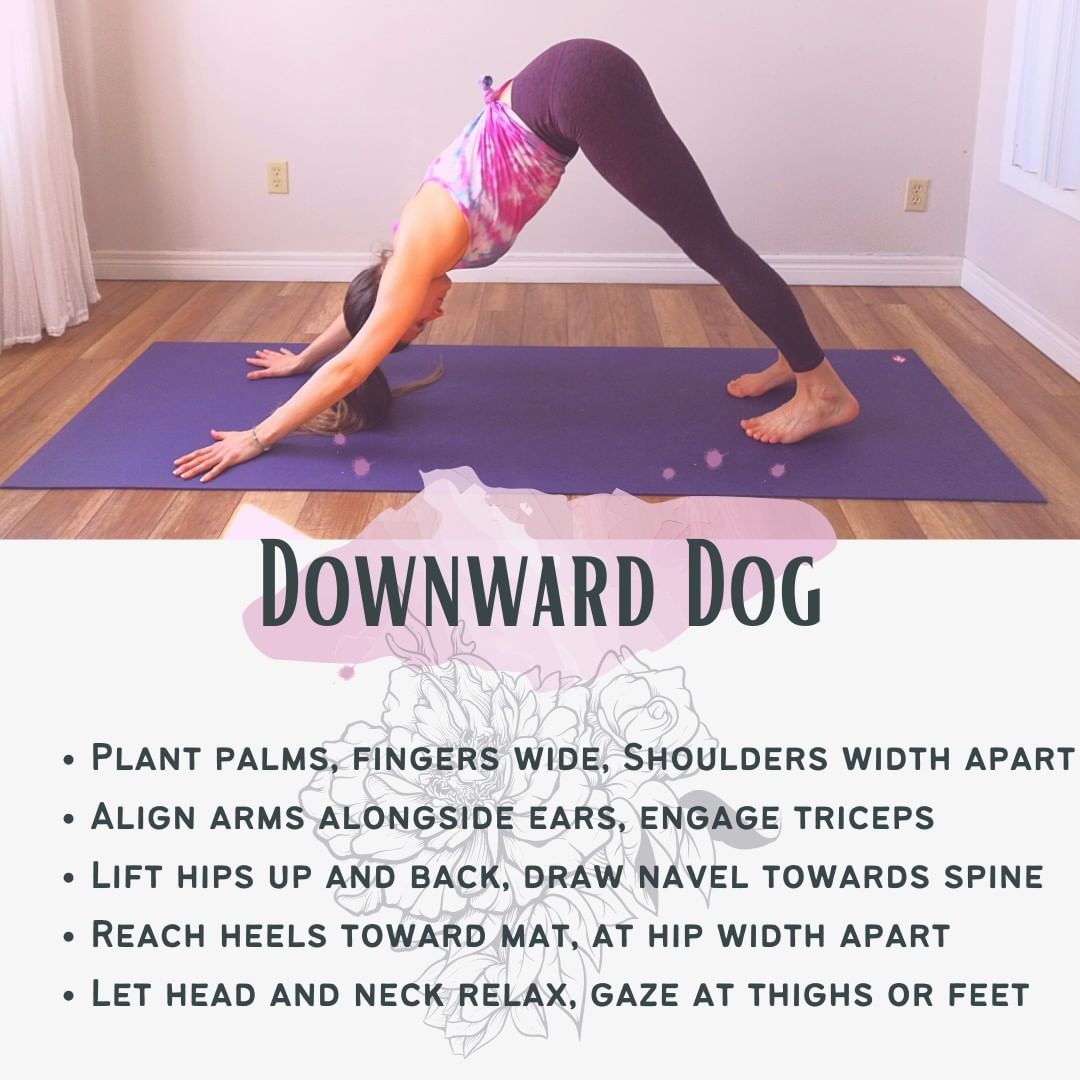 Downward Dog
• Plant palms, fingers wide, Shoulders width apart
• Align arms alongside ears, engage triceps
• Lift hips up and back, draw navel towards spine
• Reach heels toward mat, at hip width apart
• Let head and neck relax, gaze at thighs or feet